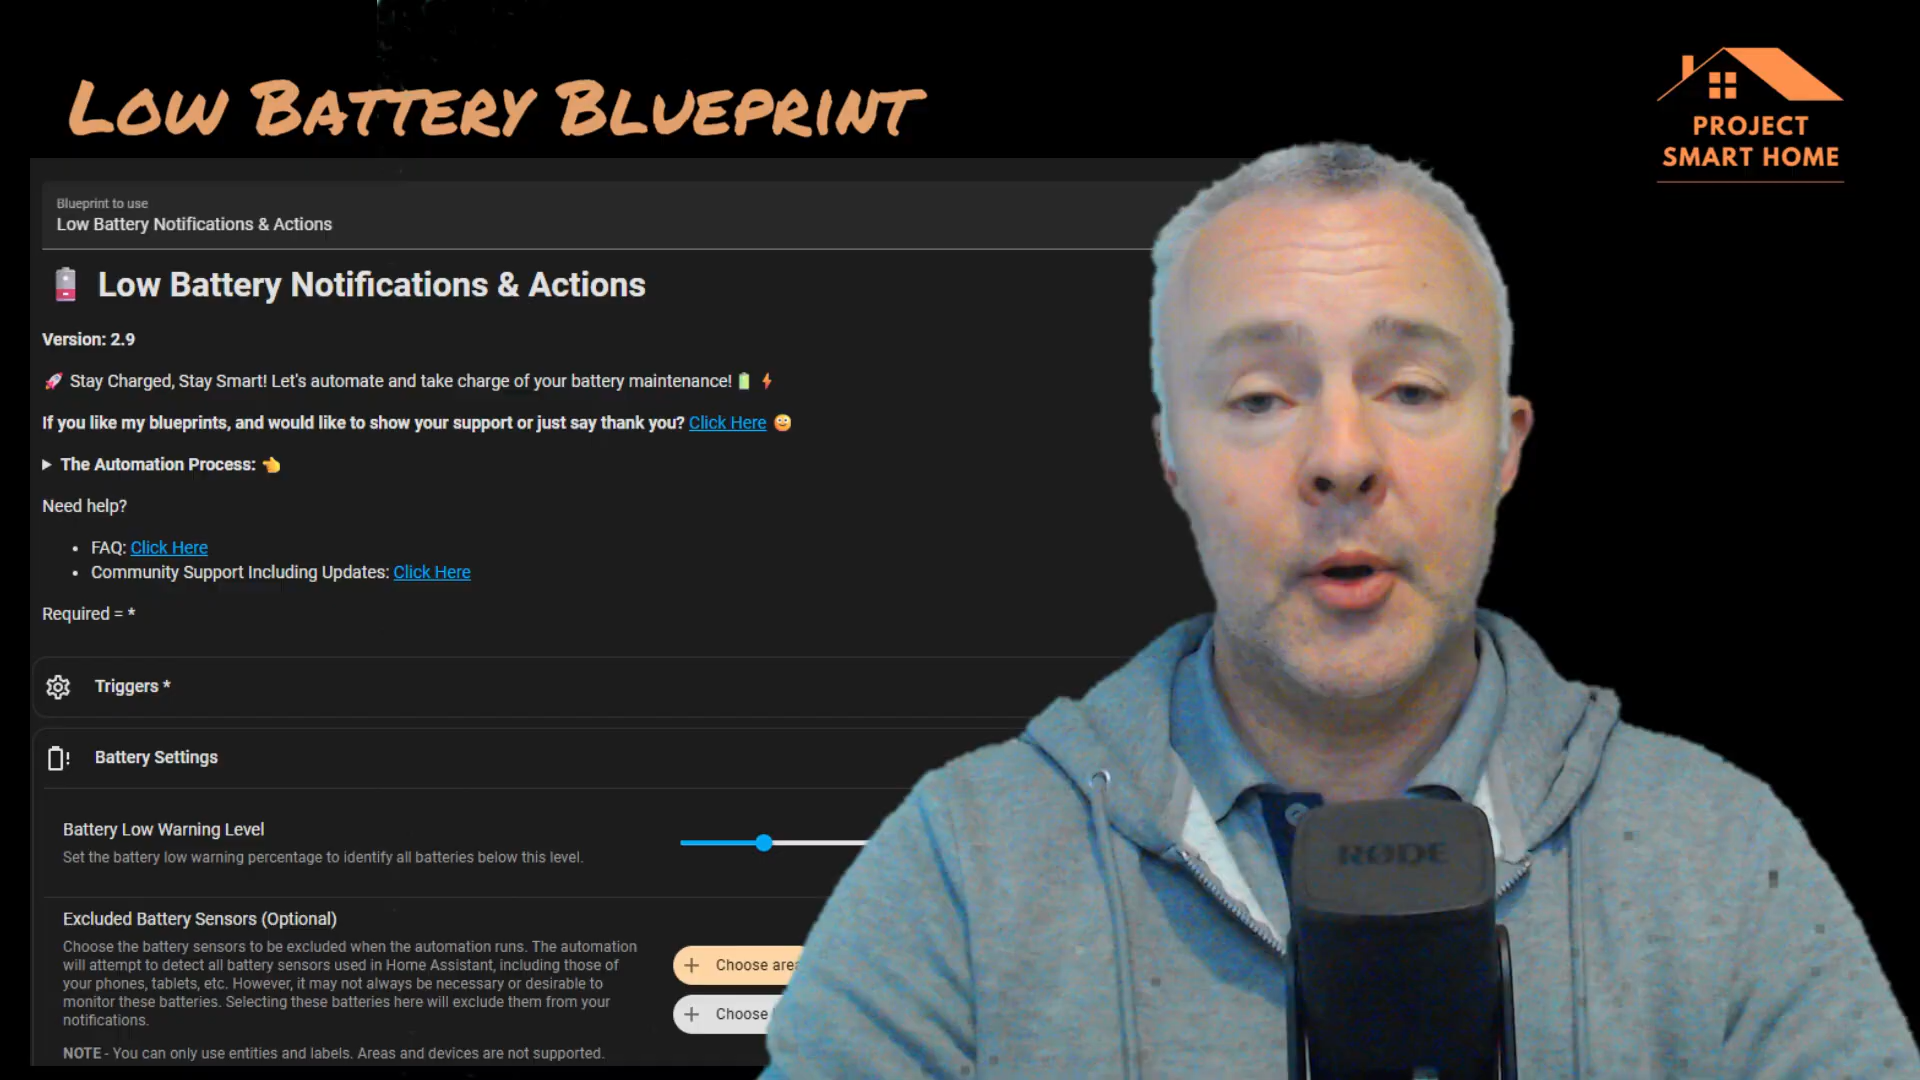 LOW BATTERY BLUEPRINT
PROJECT
SMART HOME
Blueprint to use
Low Battery Notifications & Actions
Low Battery Notifications & Actions
Version: 2.9
🚀 Stay Charged, Stay Smart! Let's automate and take charge of your battery maintenance! 🔋 ⚡
If you like my blueprints, and would like to show your support or just say thank you? Click Here 😀
▶ The Automation Process: 👈
Need help?
• FAQ: Click Here
• Community Support Including Updates: Click Here
Required = *
Triggers *
Battery Settings
Battery Low Warning Level
Set the battery low warning percentage to identify all batteries below this level.
Excluded Battery Sensors (Optional)
Choose the battery sensors to be excluded when the automation runs. The automation
will attempt to detect all battery sensors used in Home Assistant, including those of
your phones, tablets, etc. However, it may not always be necessary or desirable to
monitor these batteries. Selecting these batteries here will exclude them from your
notifications.
NOTE - You can only use entities and labels. Areas and devices are not supported.
+ Choose area
+ Choose
RØDE